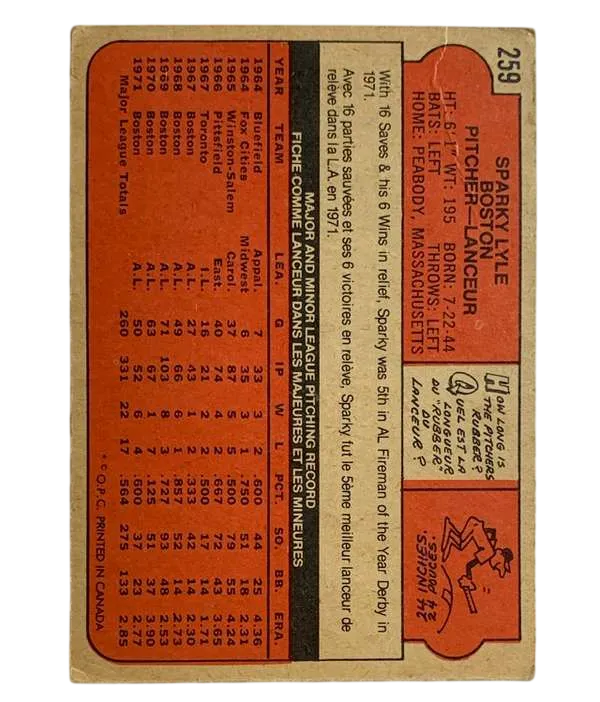 259
SPARKY LYLE
BOSTON
PITCHER—LANCEUR
HT: 6'1" WT: 195 BORN: 7-22-44
BATS: LEFT THROWS: LEFT
HOME: PEABODY, MASSACHUSETTS
HOW LONG IS
THE PITCHERS
RUBBER?
QUEL EST LA
LONGUEUR
DU "RUBBER"
DU
LANCEUR?
24 INCHES.
24 POUCES.
With 16 Saves & his 6 Wins in relief, Sparky was 5th in AL Fireman of the Year Derby in
1971.
Avec 16 parties sauvées et ses 6 victoires en relève, Sparky fut le 5ème meilleur lanceur de
relève dans la L.A. en 1971.
MAJOR AND MINOR LEAGUE PITCHING RECORD
FICHE COMME LANCEUR DANS LES MAJEURES ET LES MINEURES
YEAR TEAM LEA. G IP W L PCT. SO. BB. ERA.
1964 Bluefield Appal. 7 33 3 2 .600 44 25 4.36
1964 Fox Cities Midwest 6 35 3 1 .750 51 18 2.31
1965 Winston-Salem Carol. 37 87 5 5 .500 79 55 4.24
1966 Pittsfield East. 40 74 4 2 .667 72 43 3.65
1967 Toronto I.L. 16 21 2 2 .500 17 14 1.71
1967 Boston A.L. 27 43 1 2 .333 42 14 2.30
1968 Boston A.L. 49 66 6 1 .857 52 14 2.73
1969 Boston A.L. 71 103 8 3 .727 93 48 2.53
1970 Boston A.L. 63 67 1 7 .125 51 37 3.90
1971 Boston A.L. 50 52 6 4 .600 37 23 2.77
Major League Totals 260 331 22 17 .564 275 133 2.85
* © O.P.C. PRINTED IN CANADA